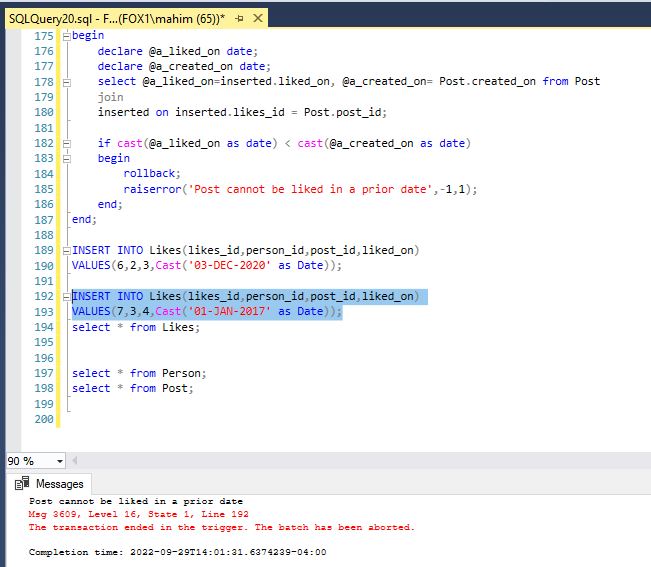 SQLQuery20.sql - F...(FOX1\mahim (65))*
175 begin
176 declare @a_liked_on date;
177 declare @a_created_on date;
178 select @a_liked_on=inserted.liked_on, @a_created_on= Post.created_on from Post
179 join
180 inserted on inserted.likes_id = Post.post_id;
181
182 if cast(@a_liked_on as date) < cast(@a_created_on as date)
183 begin
184 rollback;
185 raiserror('Post cannot be liked in a prior date',-1,1);
186 end;
187 end;
188
189 INSERT INTO Likes(likes_id,person_id,post_id,liked_on)
190 VALUES(6,2,3,Cast('03-DEC-2020' as Date));
191
192 INSERT INTO Likes(likes_id,person_id,post_id,liked_on)
193 VALUES(7,3,4,Cast('01-JAN-2017' as Date));
194 select * from Likes;
195
196
197 select * from Person;
198 select * from Post;
199
200
90 %
Messages
Post cannot be liked in a prior date
Msg 3609, Level 16, State 1, Line 192
The transaction ended in the trigger. The batch has been aborted.
Completion time: 2022-09-29T14:01:31.6374239-04:00